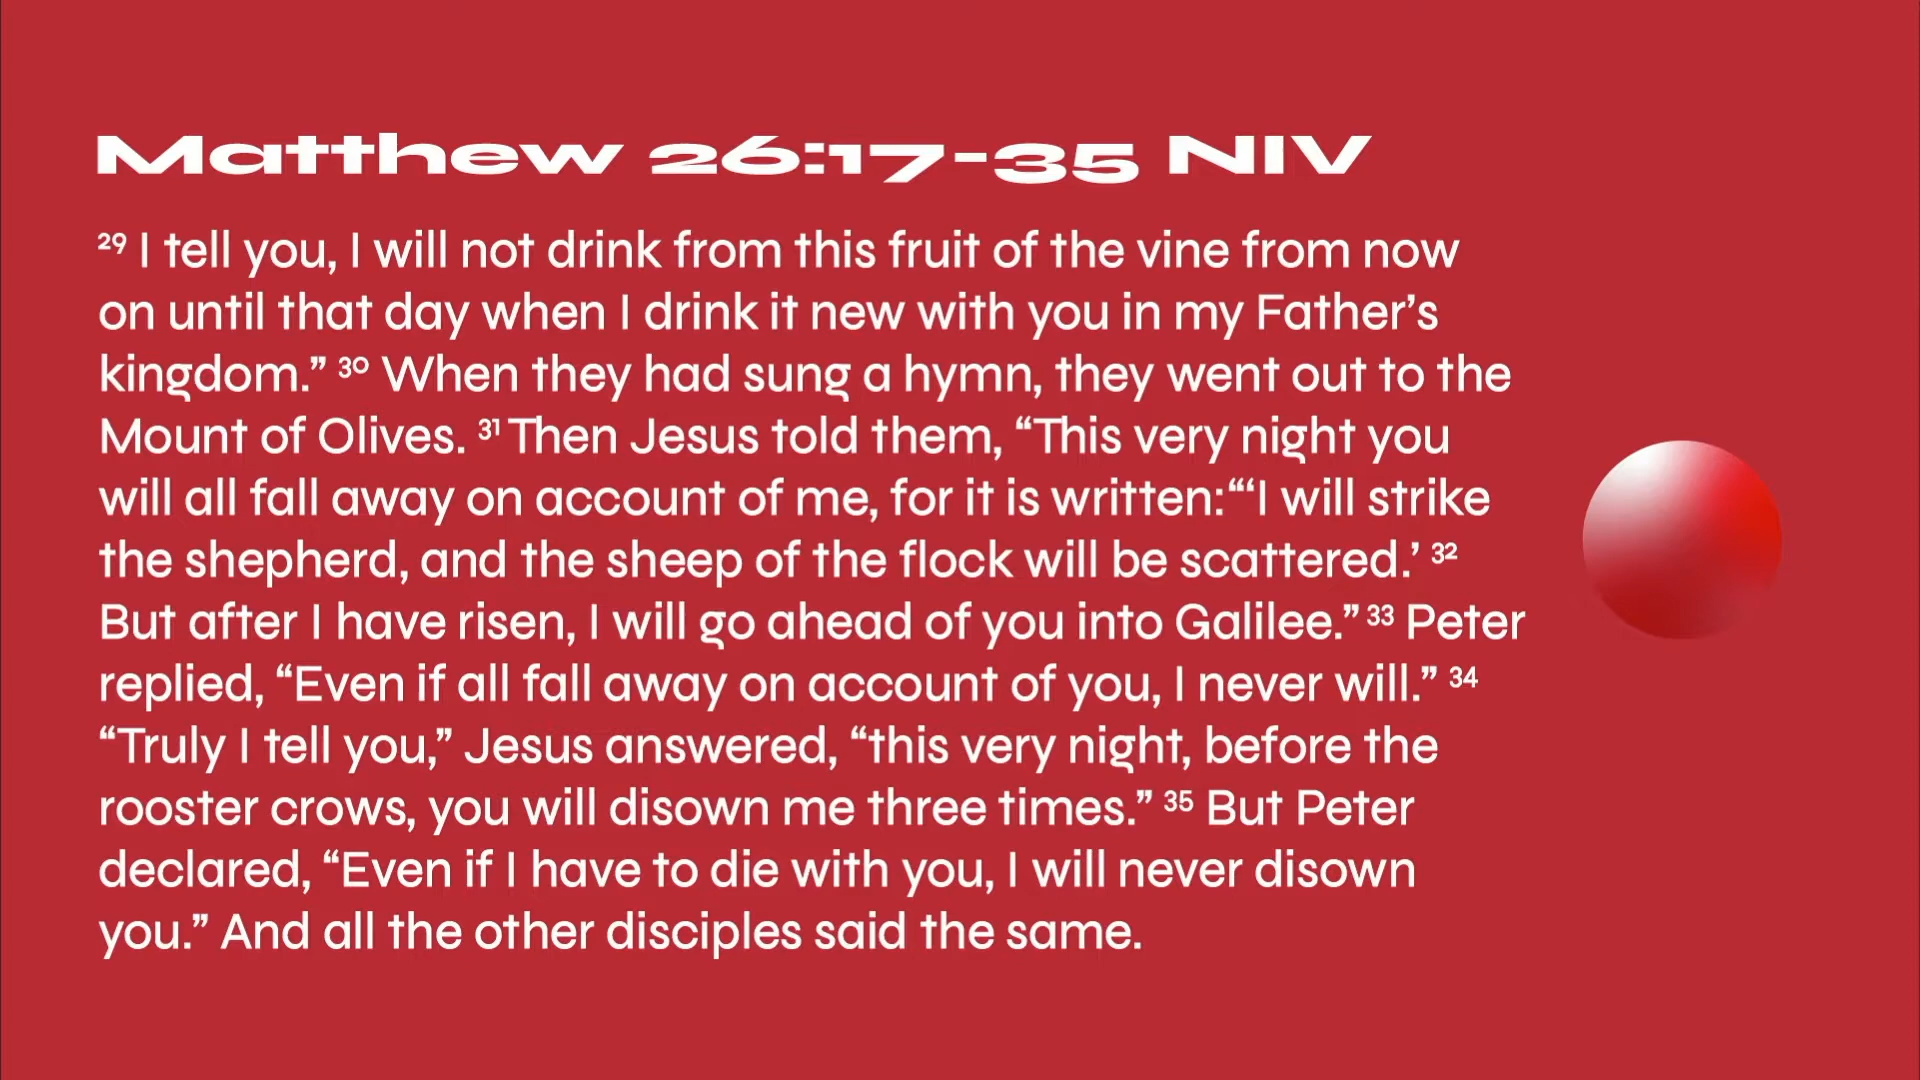 Matthew 26:17-35 NIV
²⁹ I tell you, I will not drink from this fruit of the vine from now
on until that day when I drink it new with you in my Father’s
kingdom.” ³⁰ When they had sung a hymn, they went out to the
Mount of Olives. ³¹ Then Jesus told them, “This very night you
will all fall away on account of me, for it is written:“‘I will strike
the shepherd, and the sheep of the flock will be scattered.’ ³²
But after I have risen, I will go ahead of you into Galilee.” ³³ Peter
replied, “Even if all fall away on account of you, I never will.” ³⁴
“Truly I tell you,” Jesus answered, “this very night, before the
rooster crows, you will disown me three times.” ³⁵ But Peter
declared, “Even if I have to die with you, I will never disown
you.” And all the other disciples said the same.